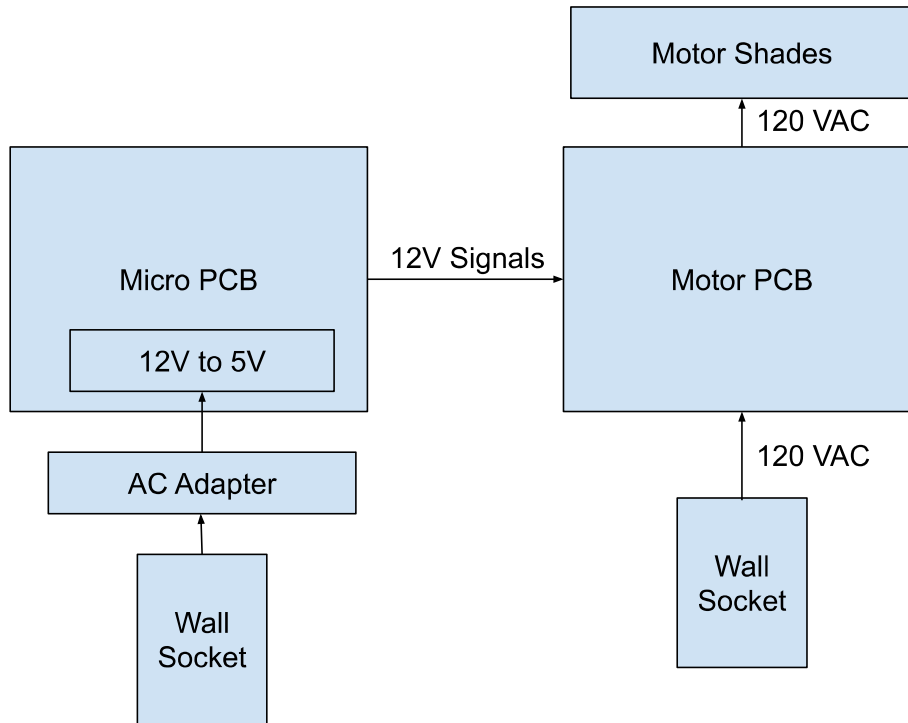 Motor Shades
120 VAC
Micro PCB
12V Signals
Motor PCB
12V to 5V
AC Adapter
120 VAC
Wall
Socket
Wall
Socket